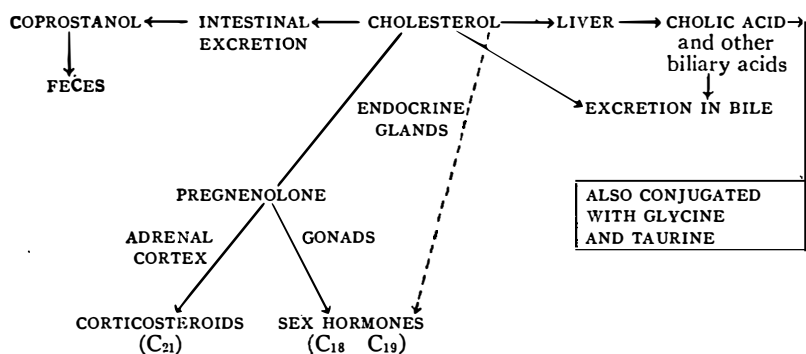 COPROSTANOL INTESTINAL EXCRETION CHOLESTEROL LIVER CHOLIC ACID
and other
biliary acids
FECES
ENDOCRINE
GLANDS
EXCRETION IN BILE
PREGNENOLONE
ALSO CONJUGATED
WITH GLYCINE
AND TAURINE
ADRENAL
CORTEX
GONADS
CORTICOSTEROIDS
(C₂₁)
SEX HORMONES
(C₁₈ C₁₉)